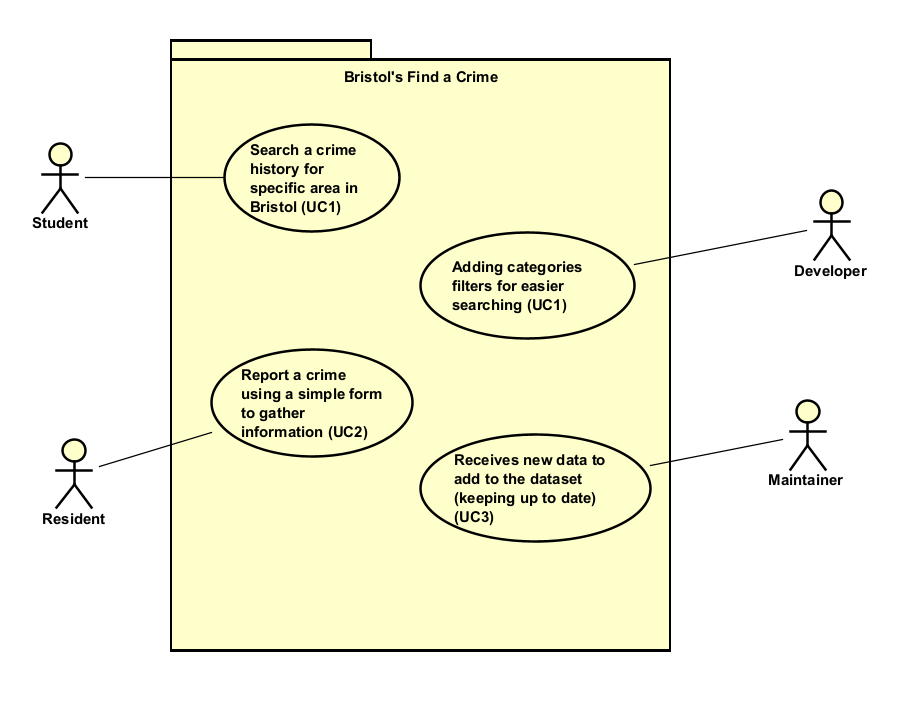 Bristol's Find a Crime
Search a crime
history for
specific area in
Bristol (UC1)
Student
Adding categories
filters for easier
searching (UC1)
Developer
Report a crime
using a simple form
to gather
information (UC2)
Resident
Receives new data to
add to the dataset
(keeping up to date)
(UC3)
Maintainer